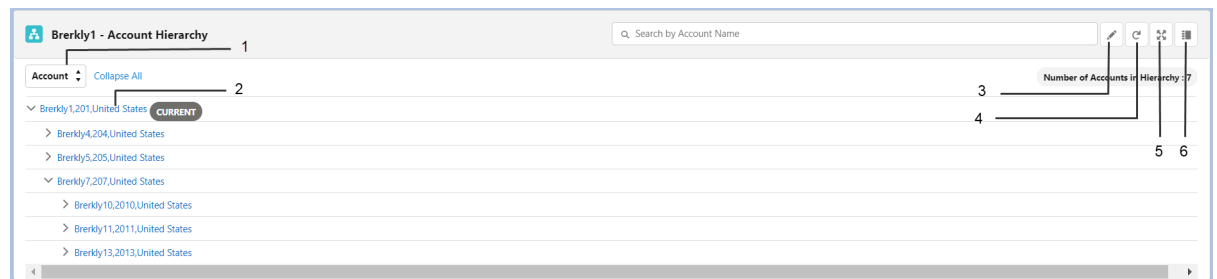 Brerkly1 - Account Hierarchy
Search by Account Name
1
Account
Collapse All
Number of Accounts in Hierarchy : 7
2
3
Brerkly1,201,United States CURRENT
4
Brerkly4,204,United States
5 6
Brerkly5,205,United States
Brerkly7,207,United States
Brerkly10,2010,United States
Brerkly11,2011,United States
Brerkly13,2013,United States